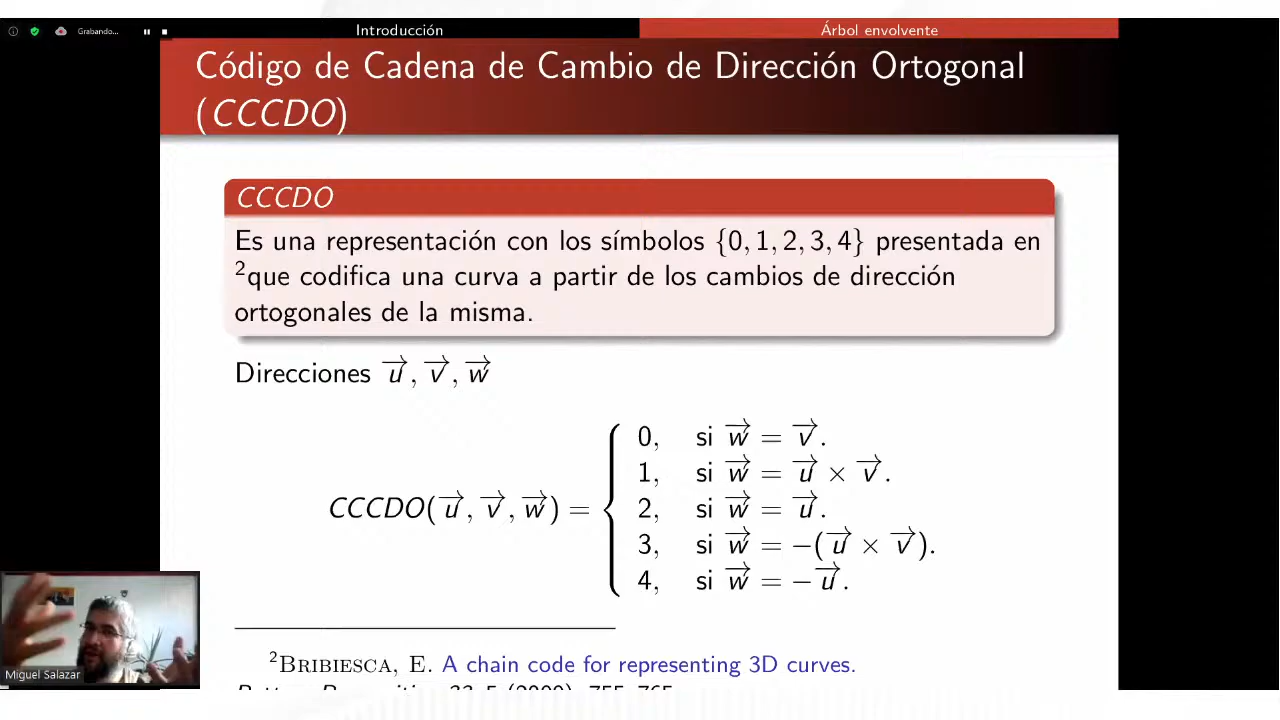 Grabando...
Introducción
Árbol envolvente
Código de Cadena de Cambio de Dirección Ortogonal
(CCCDO)
CCCDO
Es una representación con los símbolos {0, 1, 2, 3, 4} presentada en
²que codifica una curva a partir de los cambios de dirección
ortogonales de la misma.
Direcciones u⃗, v⃗, w⃗
0, si w⃗ = v⃗.
1, si w⃗ = u⃗ × v⃗.
CCCDO(u⃗, v⃗, w⃗) = { 2, si w⃗ = u⃗.
3, si w⃗ = −(u⃗ × v⃗).
4, si w⃗ = −u⃗.
²BRIBIESCA, E. A chain code for representing 3D curves.
Miguel Salazar